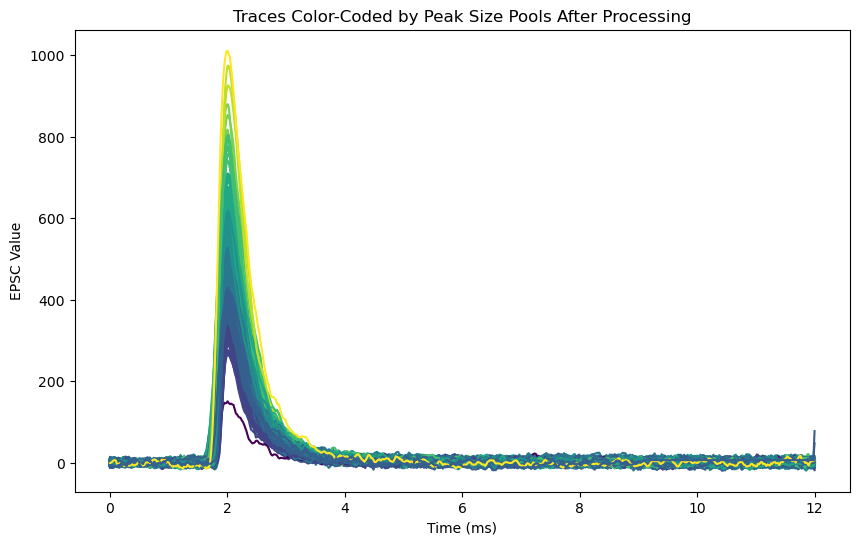 Traces Color-Coded by Peak Size Pools After Processing
1000
800
600
400
200
0
EPSC Value
0 2 4 6 8 10 12
Time (ms)